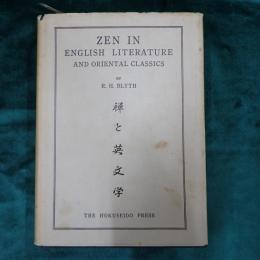 ZEN IN
ENGLISH LITERATURE
AND ORIENTAL CLASSICS
BY
R. H. BLYTH
禅と英文学
THE HOKUSEIDO PRESS